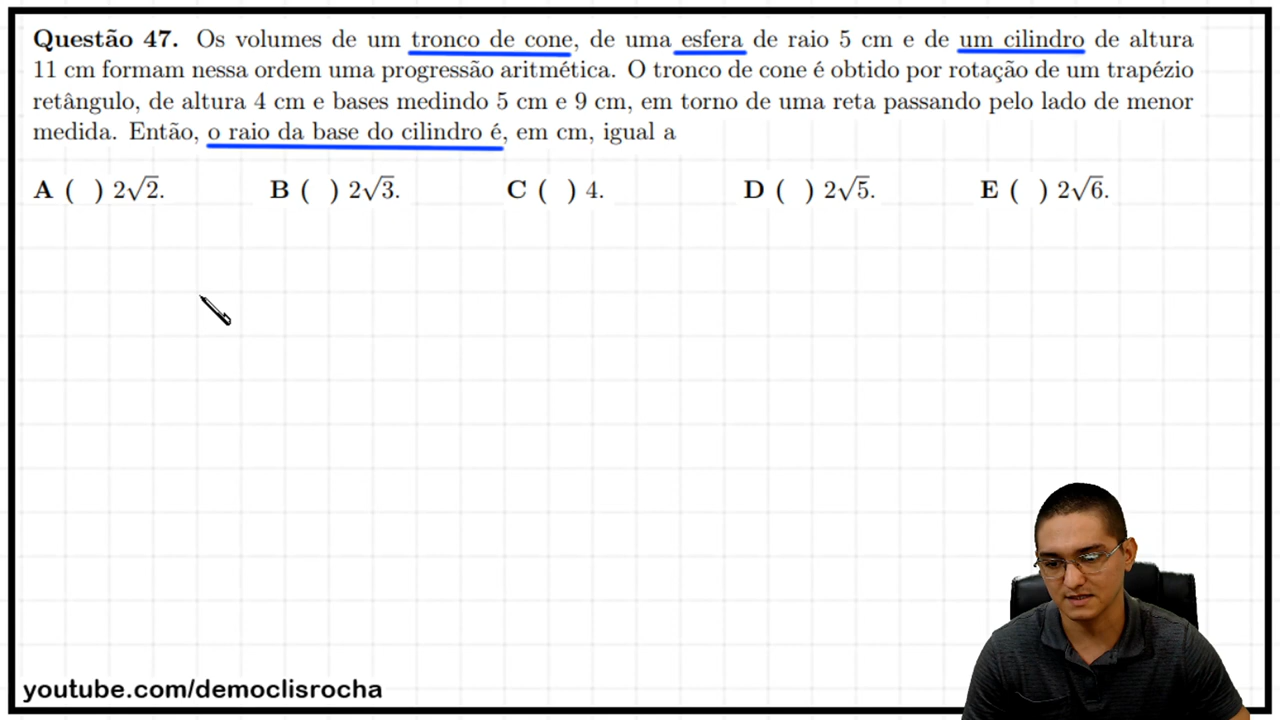 Questão 47. Os volumes de um tronco de cone, de uma esfera de raio 5 cm e de um cilindro de altura
11 cm formam nessa ordem uma progressão aritmética. O tronco de cone é obtido por rotação de um trapézio
retângulo, de altura 4 cm e bases medindo 5 cm e 9 cm, em torno de uma reta passando pelo lado de menor
medida. Então, o raio da base do cilindro é, em cm, igual a
A ( ) 2√2. B ( ) 2√3. C ( ) 4. D ( ) 2√5. E ( ) 2√6.
youtube.com/democlisrocha